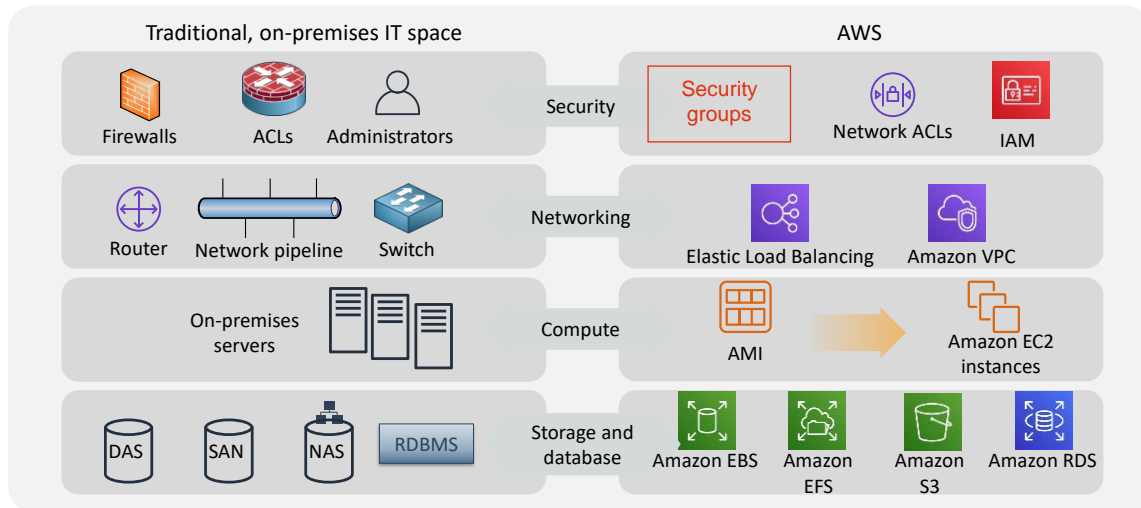 Traditional, on-premises IT space
AWS
Firewalls
ACLs
Administrators
Security
Security
groups
Network ACLs
IAM
Router
Network pipeline
Switch
Networking
Elastic Load Balancing
Amazon VPC
On-premises
servers
Compute
AMI
Amazon EC2
instances
DAS
SAN
NAS
RDBMS
Storage and
database
Amazon EBS
Amazon
EFS
Amazon
S3
Amazon RDS